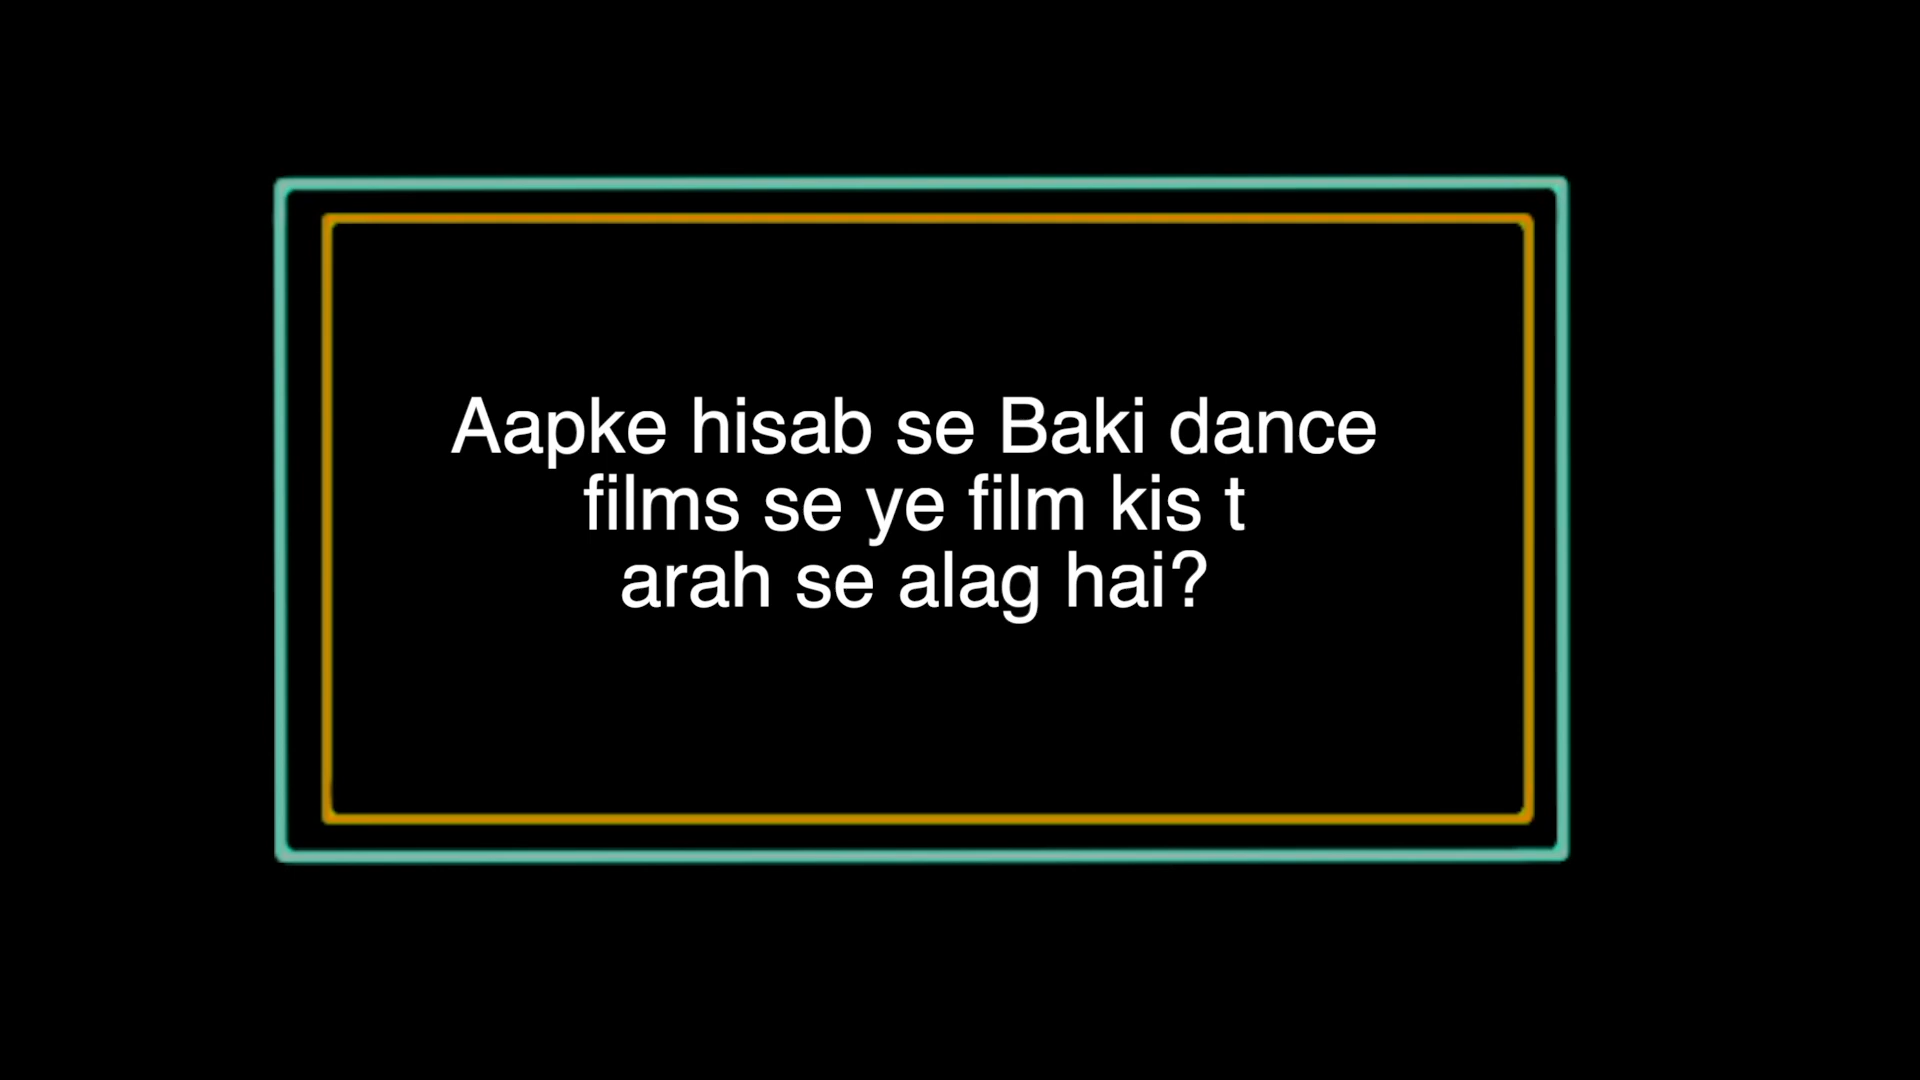 Aapke hisab se Baki dance
films se ye film kis t
arah se alag hai?